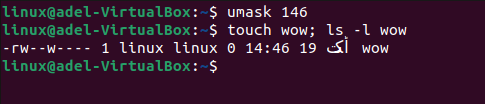 linux@adel-VirtualBox:~$ umask 146
linux@adel-VirtualBox:~$ touch wow; ls -l wow
-rw--w---- 1 linux linux 0 14:46 19 أكت  wow
linux@adel-VirtualBox:~$